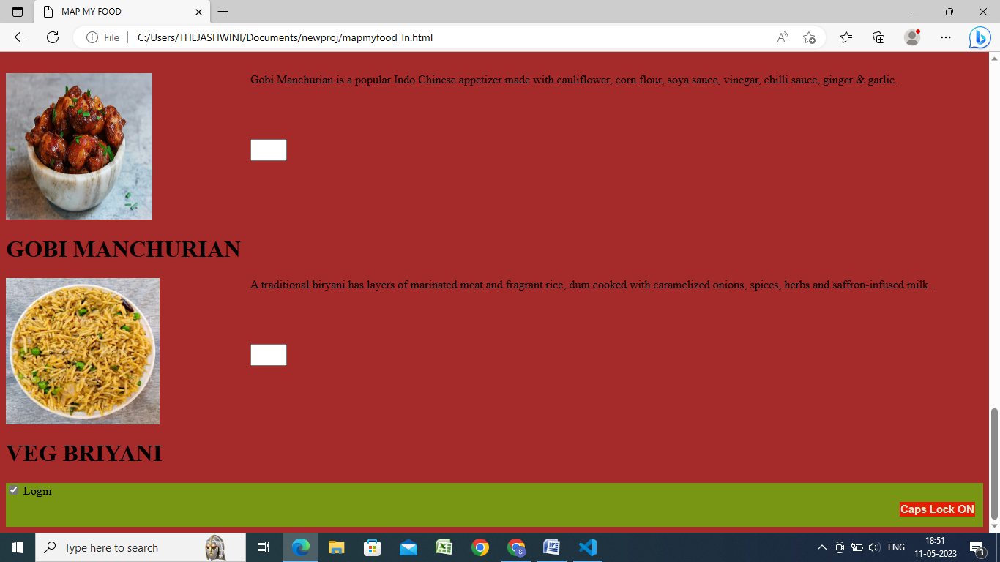 MAP MY FOOD
File
C:/Users/THEJASHWINI/Documents/newproj/mapmyfood_ln.html
Gobi Manchurian is a popular Indo Chinese appetizer made with cauliflower, corn flour, soya sauce, vinegar, chilli sauce, ginger & garlic.
GOBI MANCHURIAN
A traditional biryani has layers of marinated meat and fragrant rice, dum cooked with caramelized onions, spices, herbs and saffron-infused milk .
VEG BRIYANI
Login
Caps Lock ON
Type here to search
ENG
18:51
11-05-2023
3